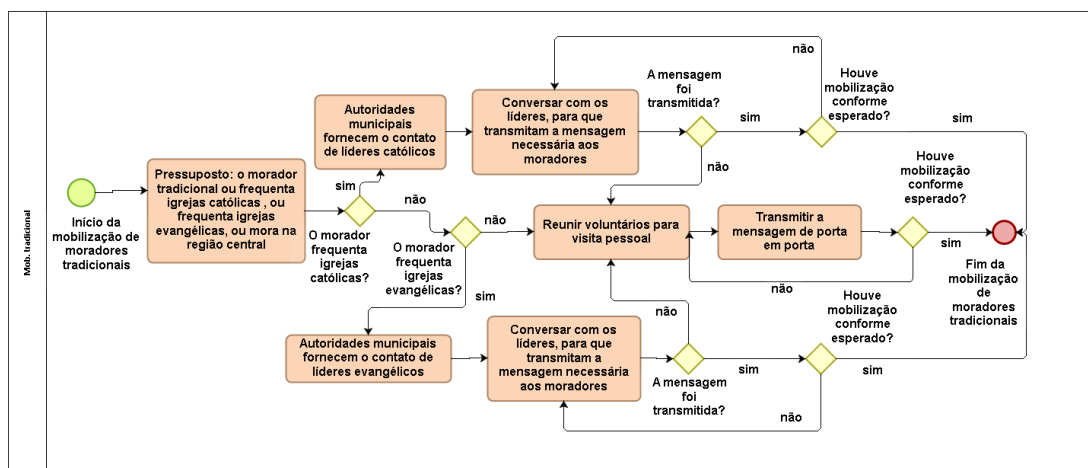 Mob. tradicional
Início da
mobilização de
moradores
tradicionais
Pressuposto: o morador
tradicional ou frequenta
igrejas católicas , ou
frequenta igrejas
evangélicas, ou mora na
região central
O morador
frequenta
igrejas
católicas?
sim
não
Autoridades
municipais
fornecem o contato
de líderes católicos
Conversar com os
líderes, para que
transmitam a mensagem
necessária aos
moradores
A mensagem
foi
transmitida?
sim
não
não
Houve
mobilização
conforme
esperado?
sim
O morador
frequenta
igrejas
evangélicas?
não
sim
Reunir voluntários para
visita pessoal
Transmitir a
mensagem de porta
em porta
Houve
mobilização
conforme
esperado?
sim
não
Fim da
mobilização
de
moradores
tradicionais
Autoridades municipais
fornecem o contato de
líderes evangélicos
Conversar com os
líderes, para que
transmitam a
mensagem necessária
aos moradores
não
A mensagem
foi
transmitida?
sim
Houve
mobilização
conforme
esperado?
sim
não